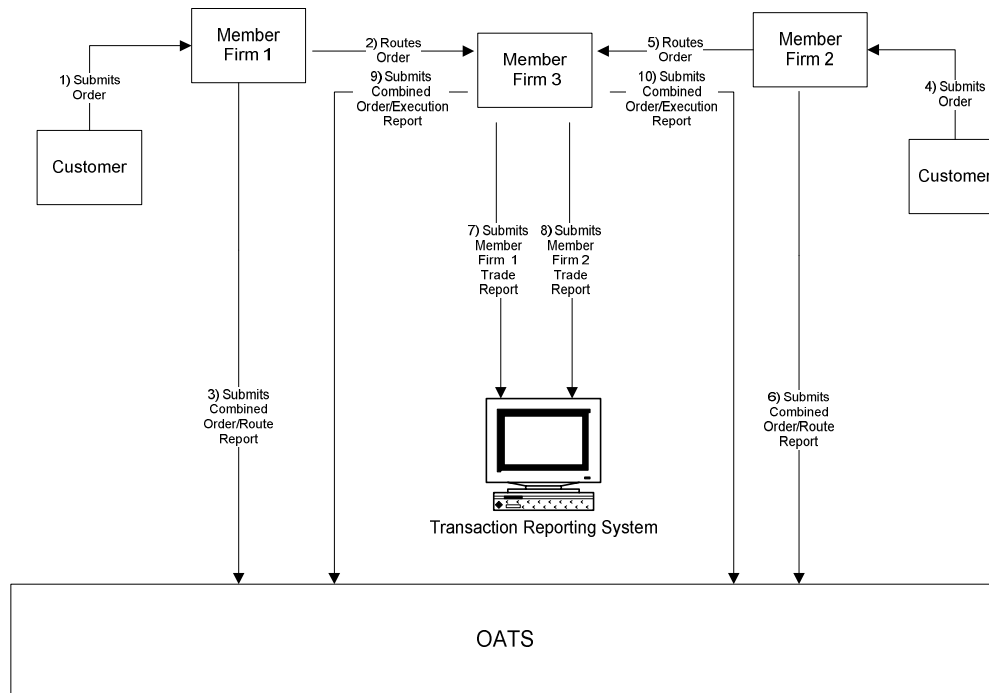 Member
Firm 1
2) Routes
Order
Member
Firm 3
5) Routes
Order
Member
Firm 2
1) Submits
Order
9) Submits
Combined
Order/Execution
Report
10) Submits
Combined
Order/Execution
Report
4) Submits
Order
Customer
Customer
7) Submits
Member
Firm 1
Trade
Report
8) Submits
Member
Firm 2
Trade
Report
3) Submits
Combined
Order/Route
Report
6) Submits
Combined
Order/Route
Report
Transaction Reporting System
OATS